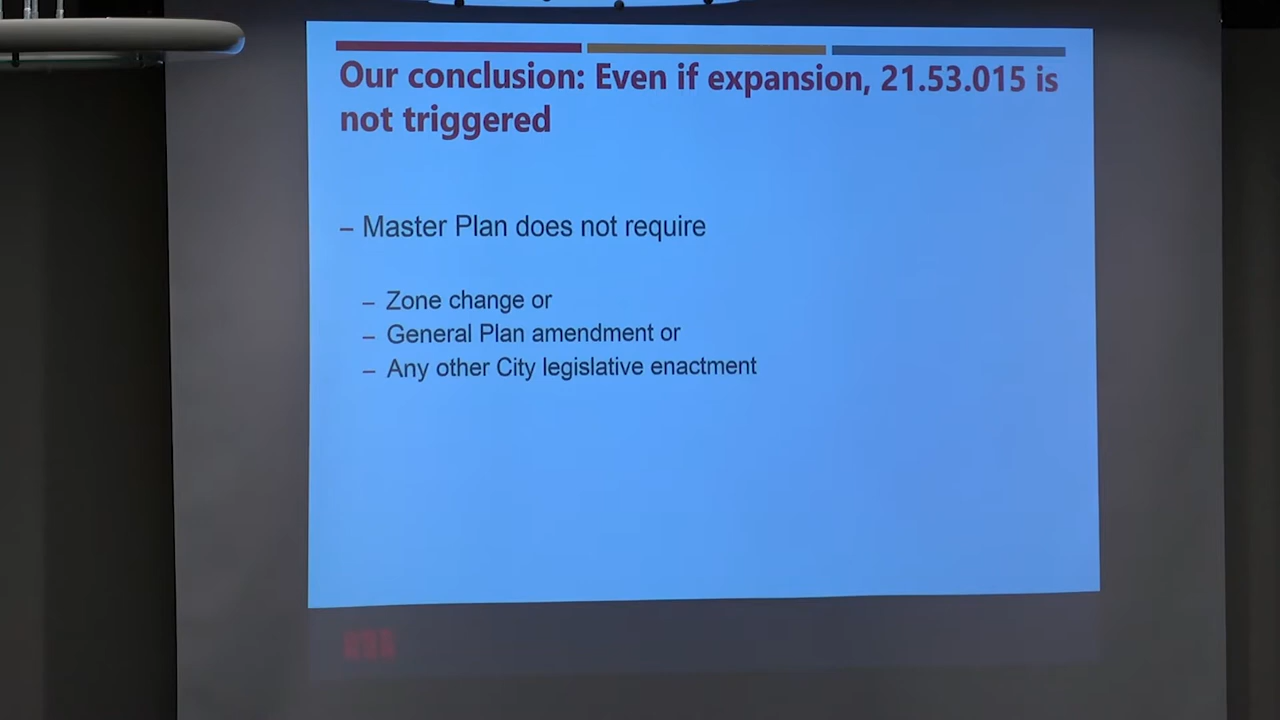 Our conclusion: Even if expansion, 21.53.015 is
not triggered
– Master Plan does not require
– Zone change or
– General Plan amendment or
– Any other City legislative enactment